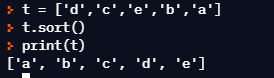 > t = ['d','c','e','b','a']
> t.sort()
> print(t)
['a', 'b', 'c', 'd', 'e']